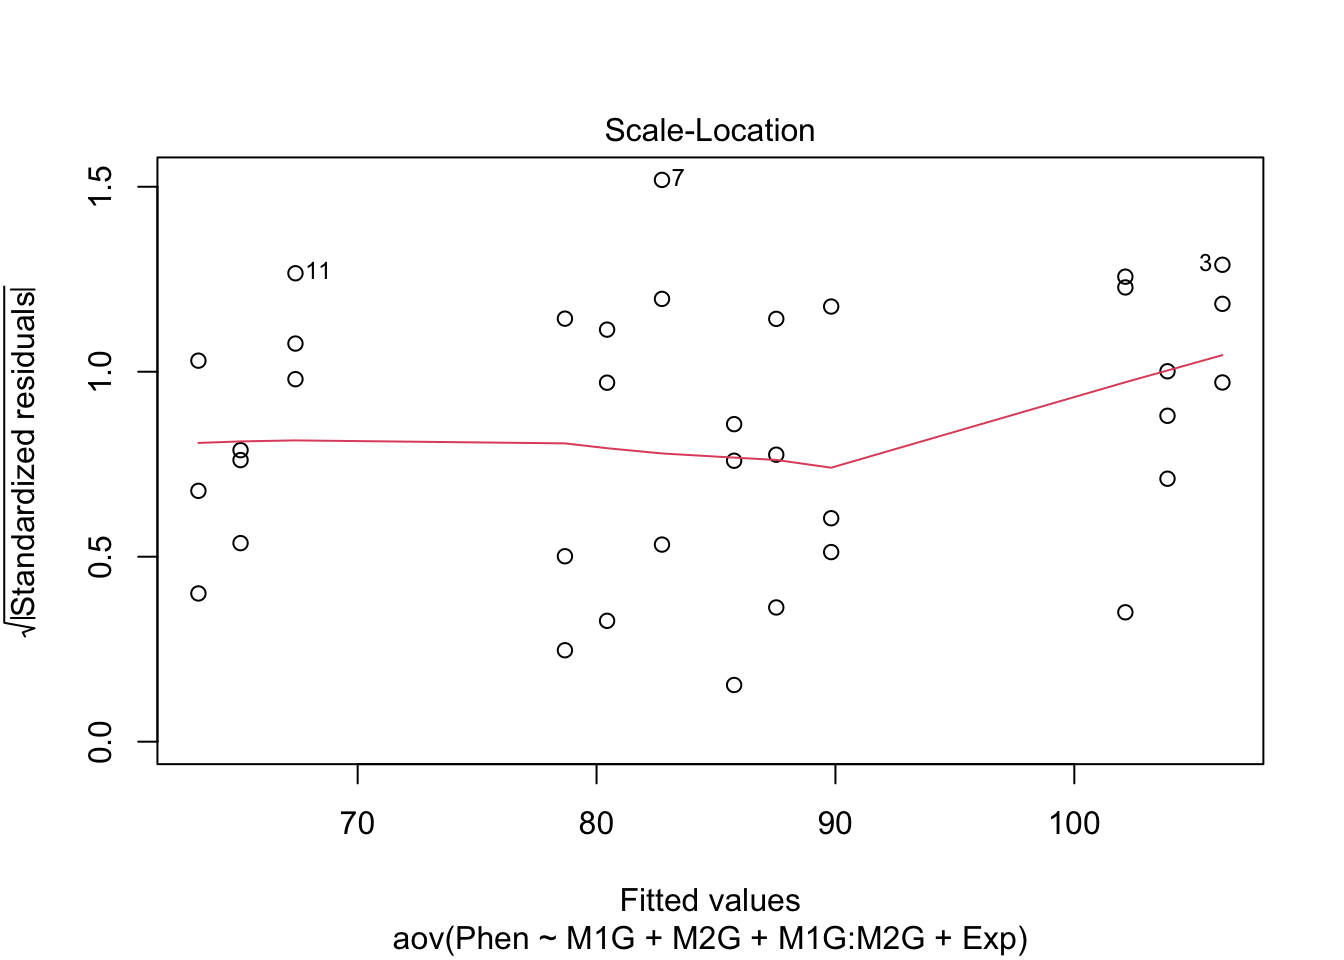 Scale-Location
√|Standardized residuals|
1.5
1.0
0.5
0.0
7
11
3
70 80 90 100
Fitted values
aov(Phen ~ M1G + M2G + M1G:M2G + Exp)